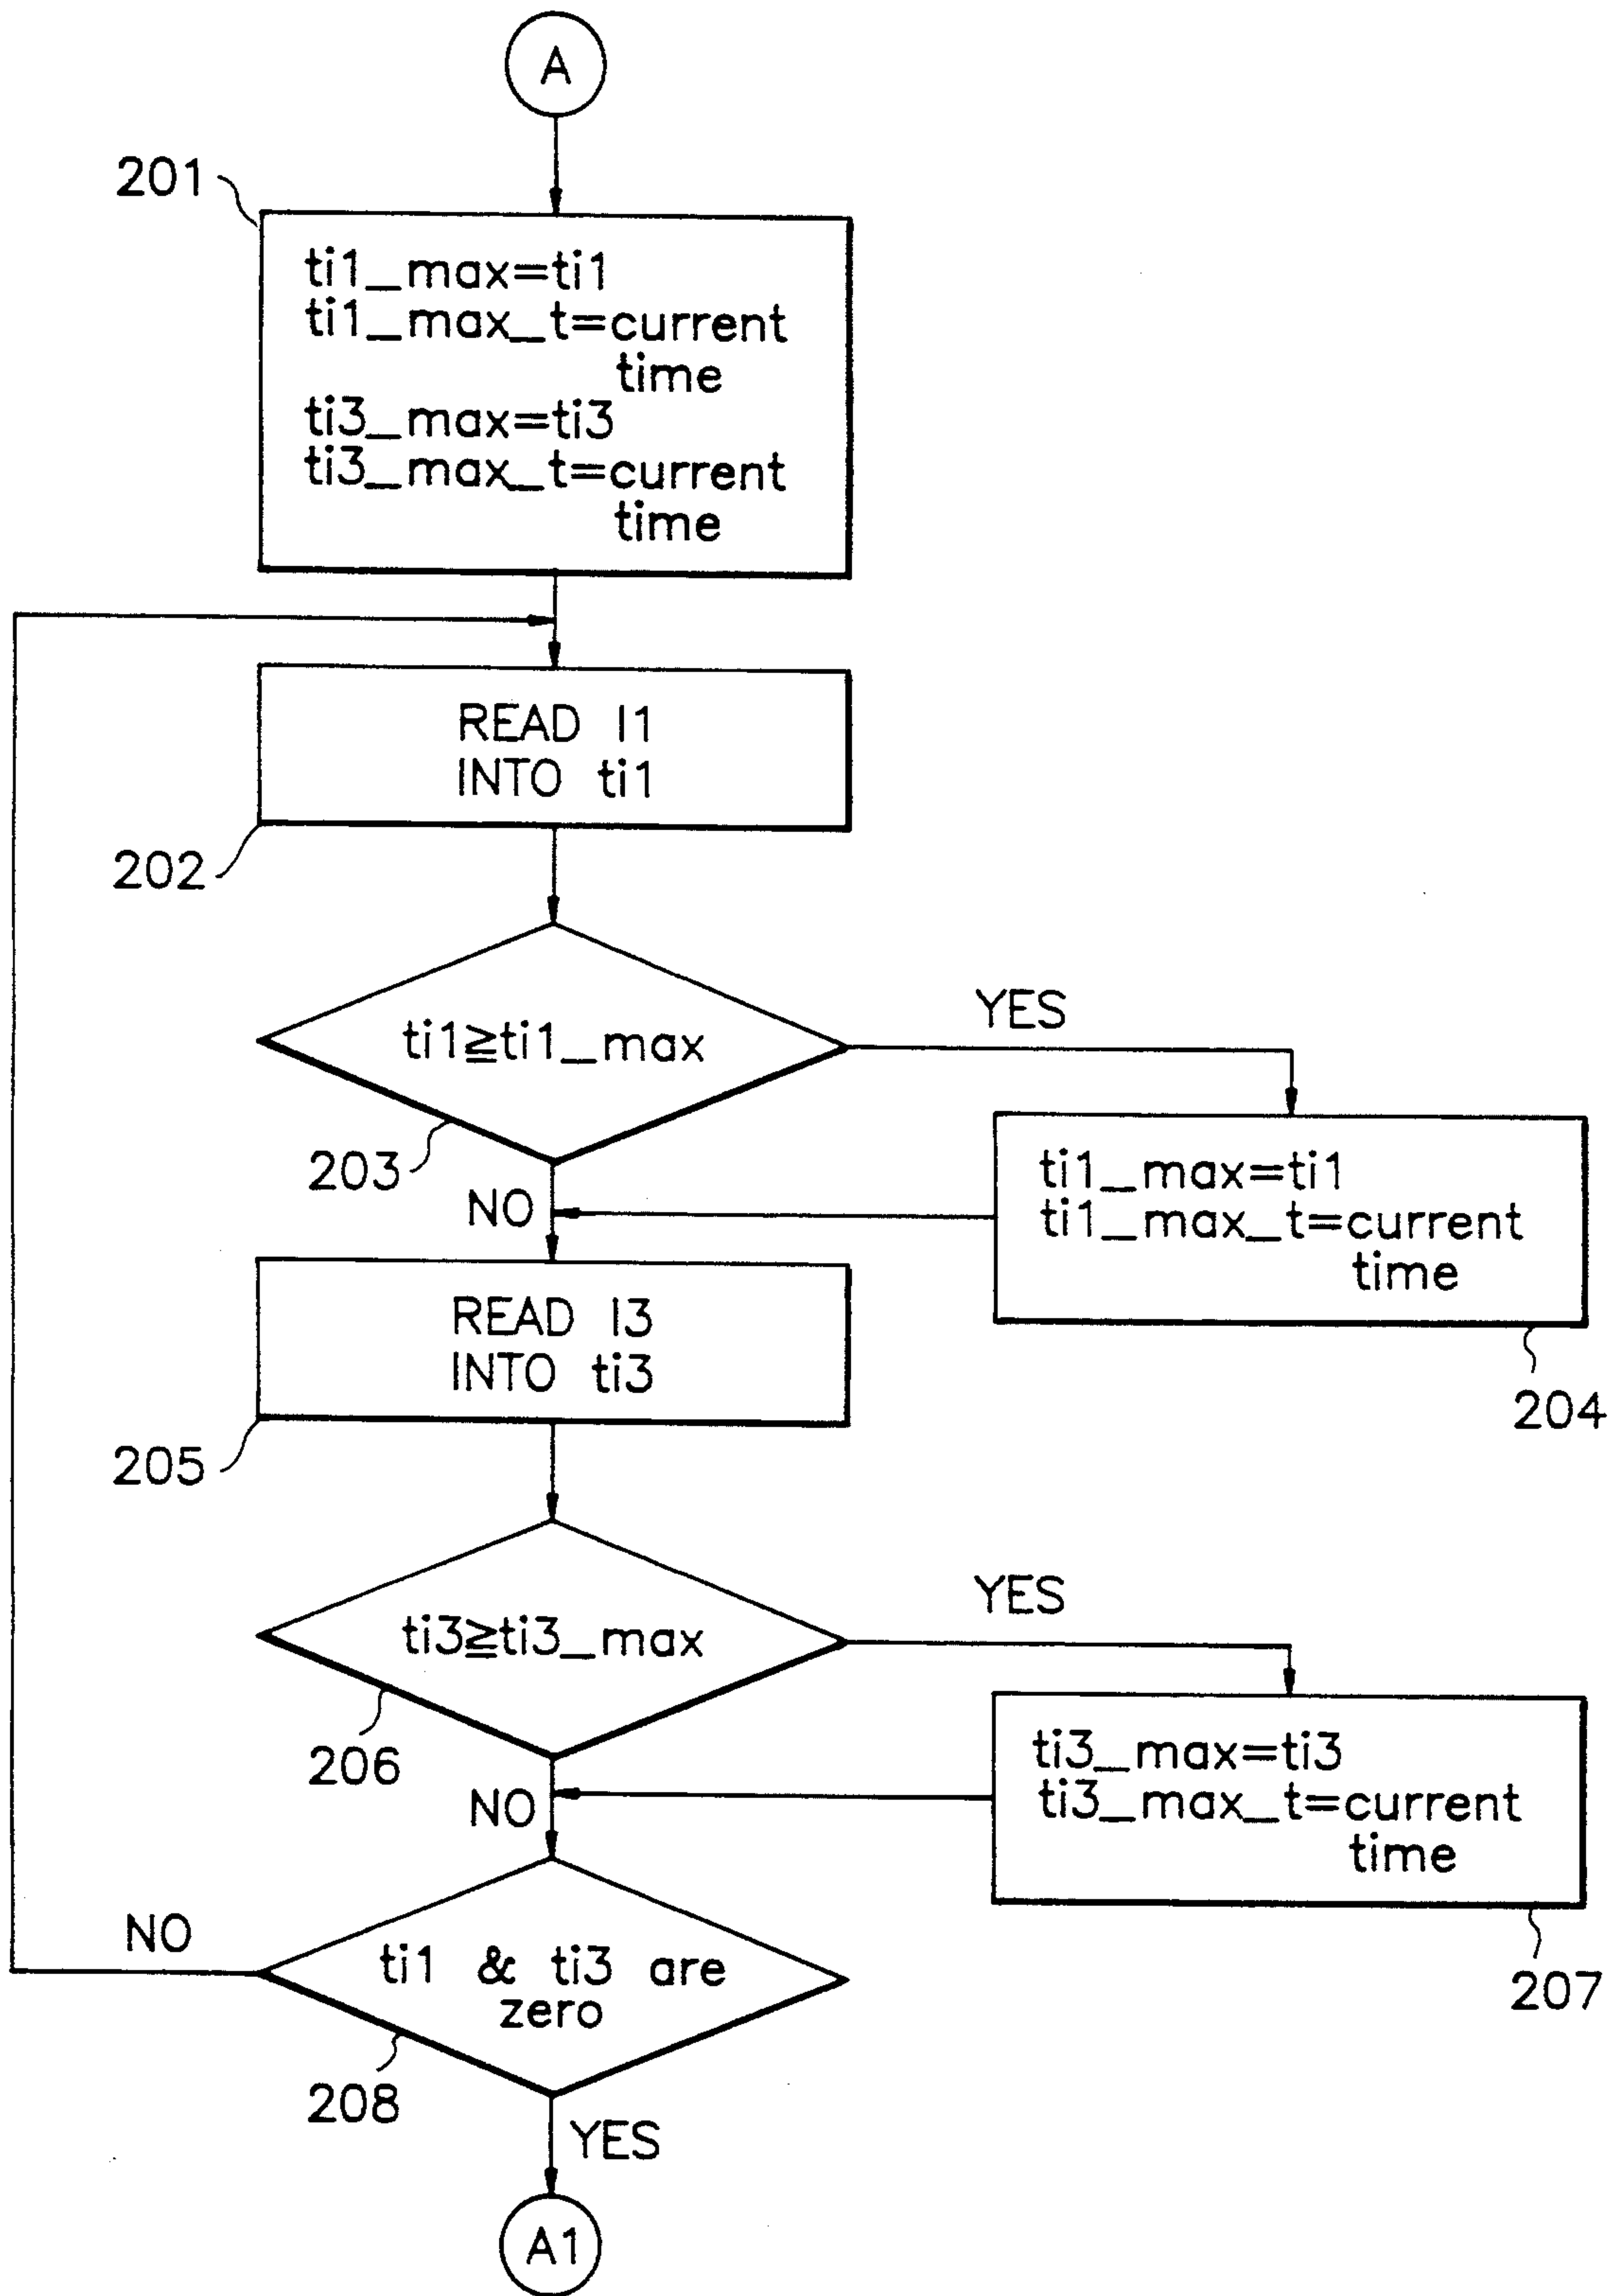 A
201
ti1_max=ti1
ti1_max_t=current
time
ti3_max=ti3
ti3_max_t=current
time
READ I1
INTO ti1
202
ti1≧ti1_max
YES
203
NO
ti1_max=ti1
ti1_max_t=current
time
204
READ I3
INTO ti3
205
ti3≧ti3_max
YES
206
NO
ti3_max=ti3
ti3_max_t=current
time
207
NO
ti1 & ti3 are
zero
208
YES
A1